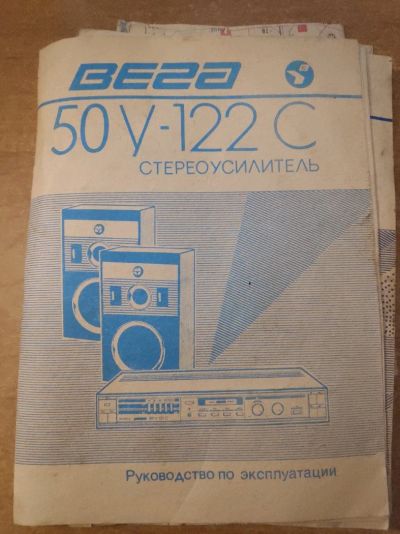 ВЕГА
50У-122С
СТЕРЕОУСИЛИТЕЛЬ
Руководство по эксплуатации